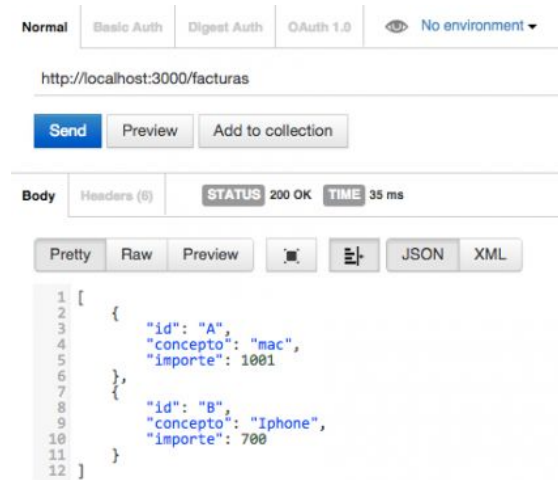 Normal Basic Auth Digest Auth OAuth 1.0 No environment
http://localhost:3000/facturas
Send Preview Add to collection
Body Headers (6) STATUS 200 OK TIME 35 ms
Pretty Raw Preview JSON XML
1 [
2 {
3 "id": "A",
4 "concepto": "mac",
5 "importe": 1001
6 },
7 {
8 "id": "B",
9 "concepto": "Iphone",
10 "importe": 700
11 }
12 ]